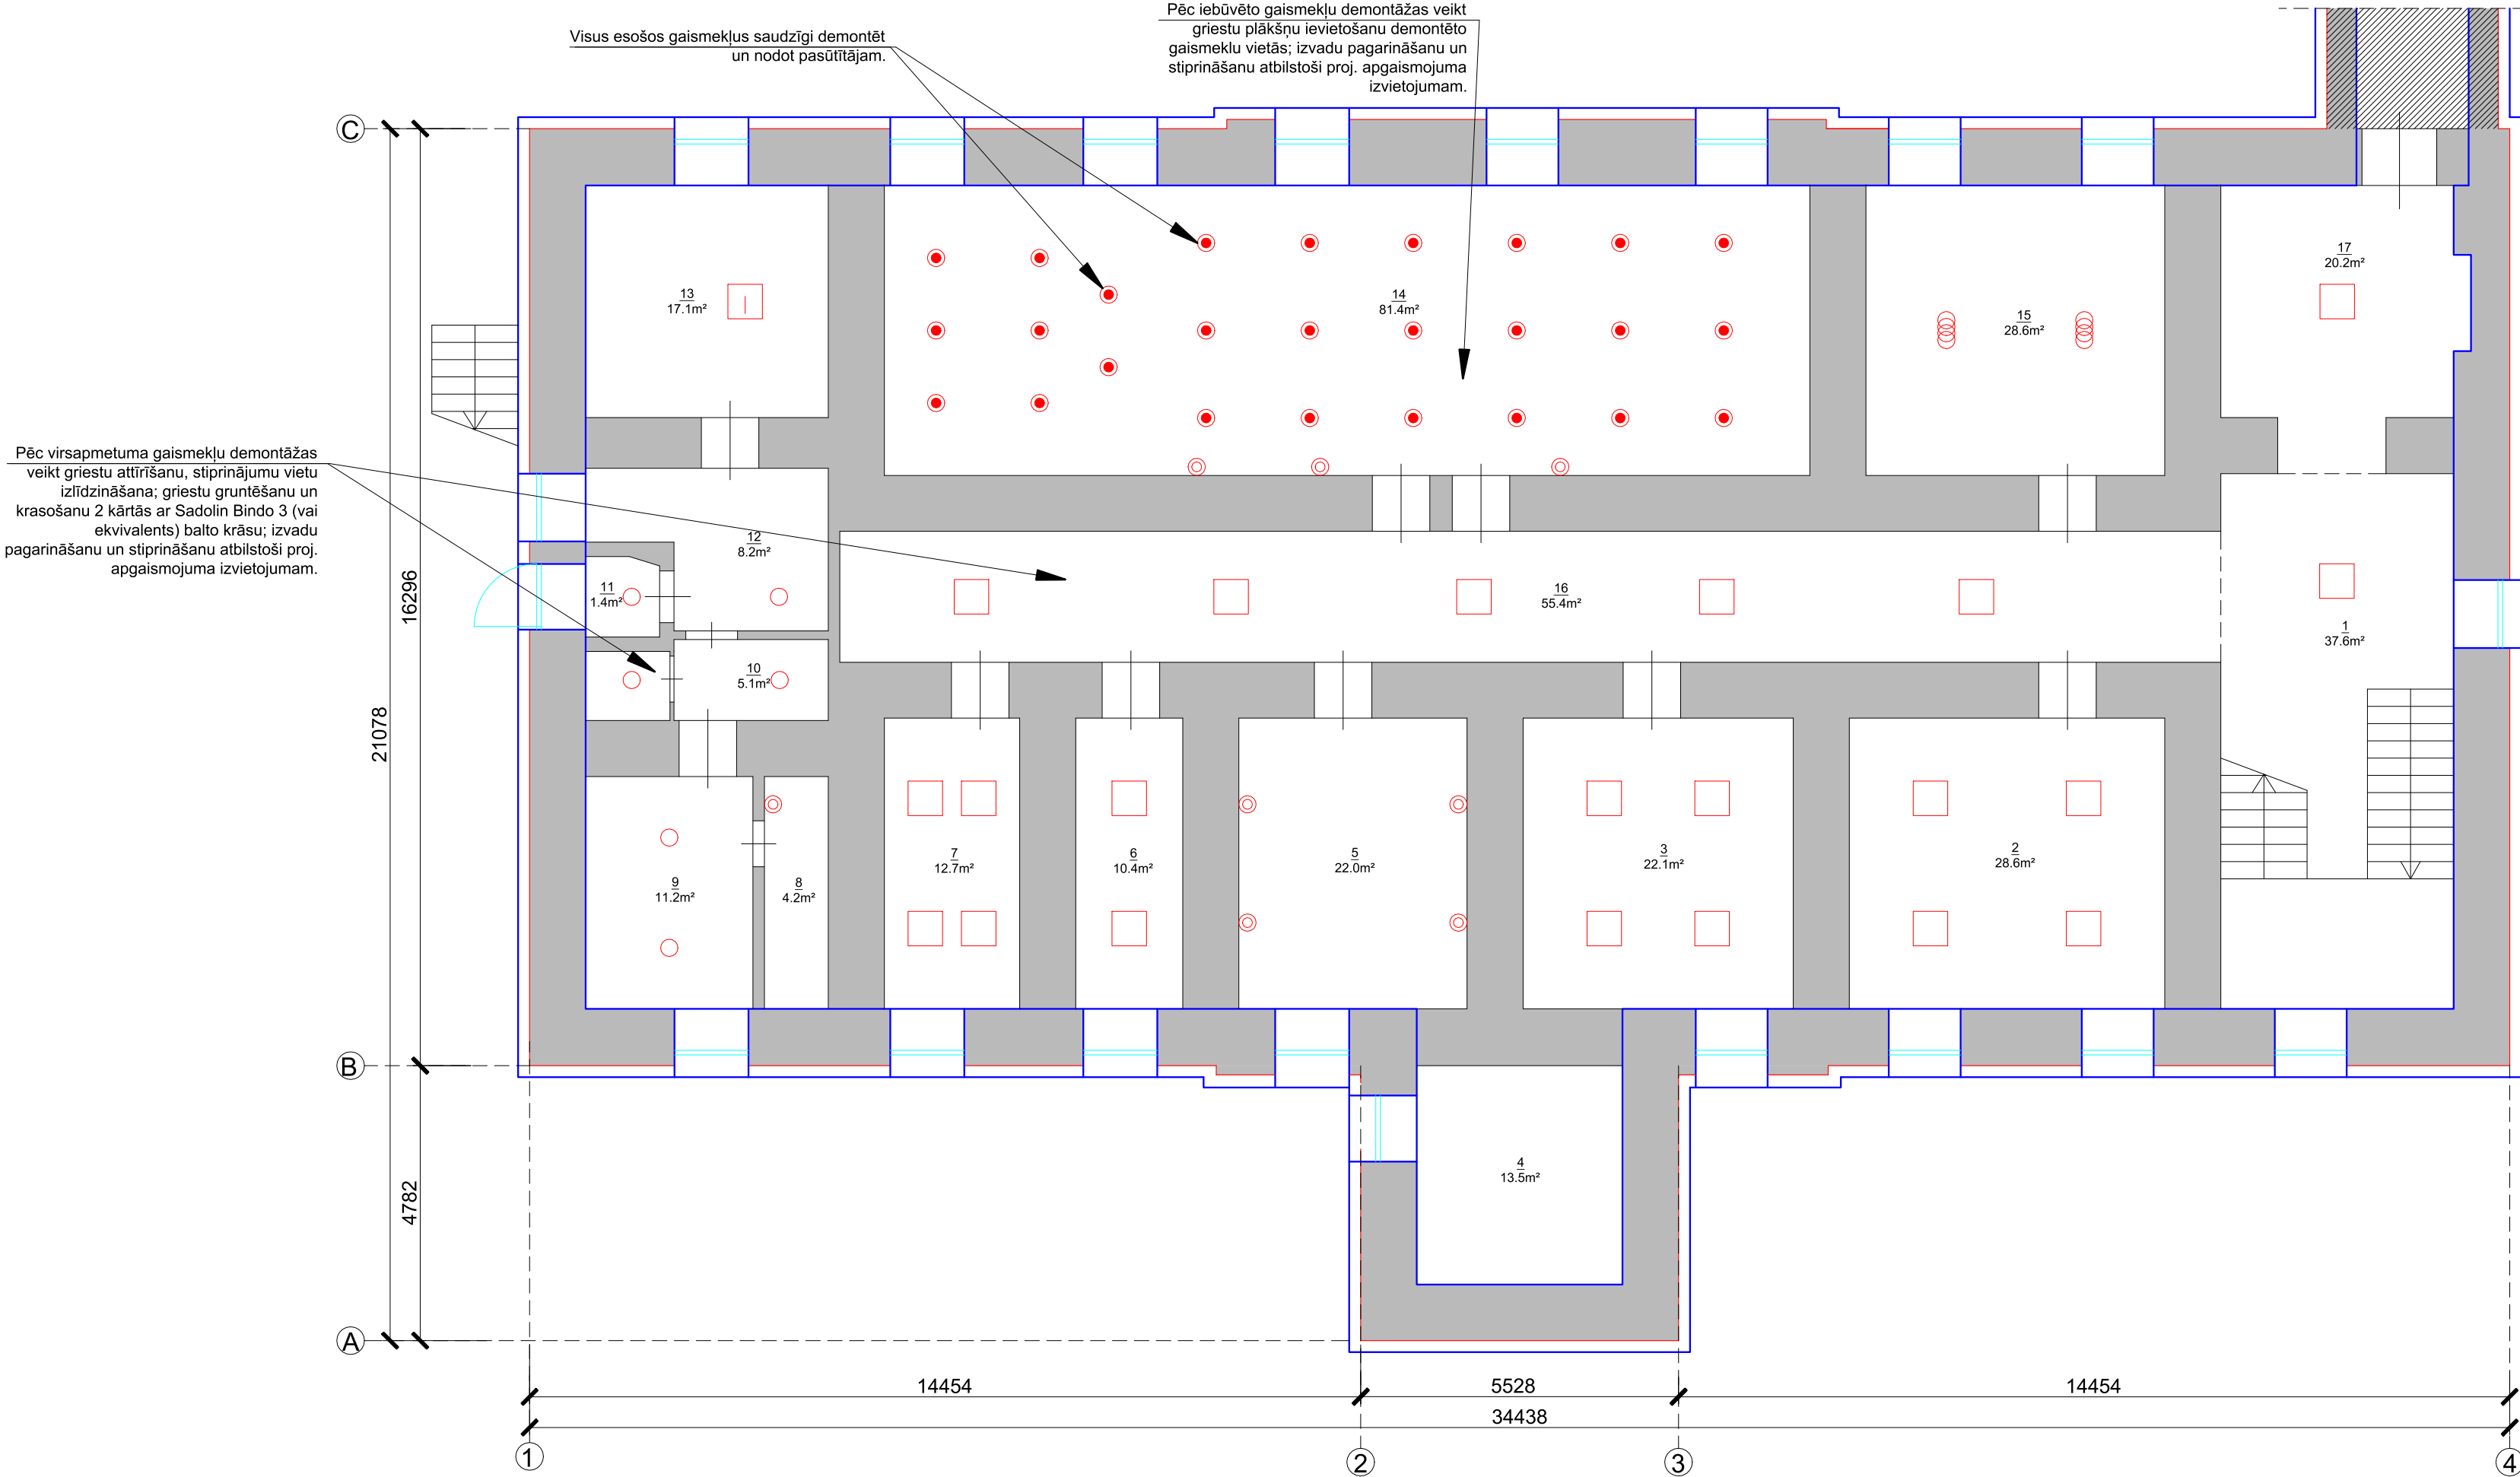 Pēc iebūvēto gaismekļu demontāžas veikt
griestu plākšņu ievietošanu demontēto
gaismeklu vietās; izvadu pagarināšanu un
stiprināšanu atbilstoši proj. apgaismojuma
izvietojumam.
Visus esošos gaismekļus saudzīgi demontēt
un nodot pasūtītājam.
C
17
20.2m²
13
17.1m²
14
81.4m²
15
28.6m²
Pēc virsapmetuma gaismekļu demontāžas
veikt griestu attīrīšanu, stiprinājumu vietu
izlīdzināšana; griestu gruntēšanu un
krasošanu 2 kārtās ar Sadolin Bindo 3 (vai
ekvivalents) balto krāsu; izvadu
pagarināšanu un stiprināšanu atbilstoši proj.
apgaismojuma izvietojumam.
12
8.2m²
11
1.4m²
16
55.4m²
1
37.6m²
16296
10
5.1m²
21078
7
12.7m²
6
10.4m²
5
22.0m²
3
22.1m²
2
28.6m²
9
11.2m²
8
4.2m²
B
4
13.5m²
4782
A
14454
5528
14454
34438
1
2
3
4